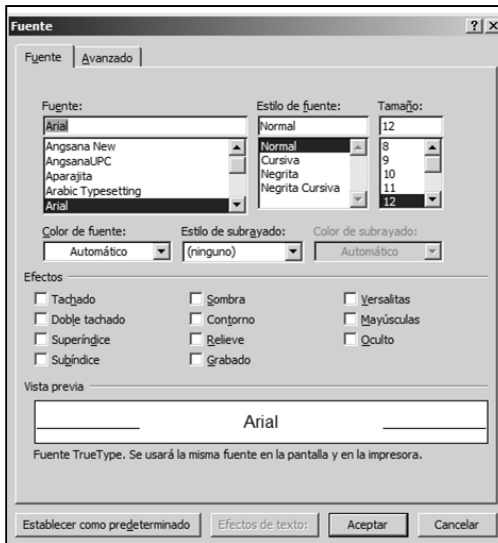 Fuente
Fuente Avanzado
Fuente: Estilo de fuente: Tamaño:
Arial Normal 12
Angsana New Normal 8
AngsanaUPC Cursiva 9
Aparajita Negrita 10
Arabic Typesetting Negrita Cursiva 11
Arial 12
Color de fuente: Estilo de subrayado: Color de subrayado:
Automático (ninguno) Automático
Efectos
Tachado Sombra Versalitas
Doble tachado Contorno Mayúsculas
Superíndice Relieve Oculto
Subíndice Grabado
Vista previa
Arial
Fuente TrueType. Se usará la misma fuente en la pantalla y en la impresora.
Establecer como predeterminado Efectos de texto: Aceptar Cancelar